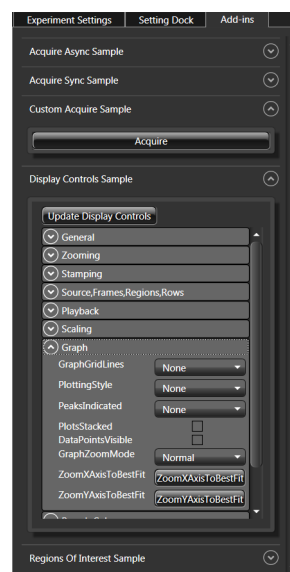 Experiment Settings Setting Dock Add-ins
Acquire Async Sample
Acquire Sync Sample
Custom Acquire Sample
Acquire
Display Controls Sample
Update Display Controls
General
Zooming
Stamping
Source,Frames,Regions,Rows
Playback
Scaling
Graph
GraphGridLines None
PlottingStyle None
PeaksIndicated None
PlotsStacked
DataPointsVisible
GraphZoomMode Normal
ZoomXAxisToBestFit ZoomXAxisToBestFit
ZoomYAxisToBestFit ZoomYAxisToBestFit
Regions Of Interest Sample